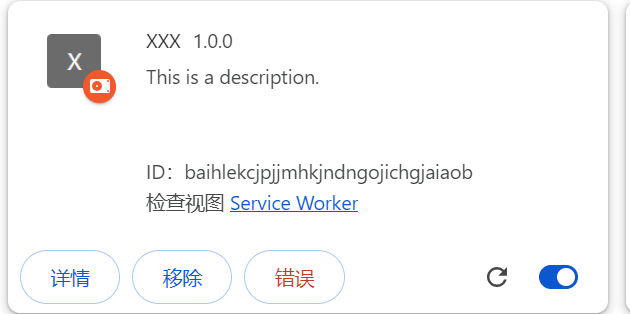 X
XXX 1.0.0
This is a description.
ID：baihlekcjpjjmhkjndngojichgjaiaob
检查视图 Service Worker
详情 移除 错误